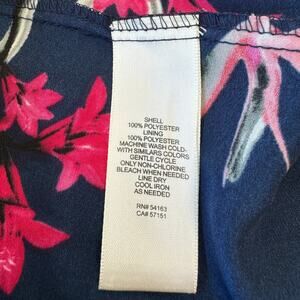 SHELL
100% POLYESTER
LINING
100% POLYESTER
MACHINE WASH COLD-
WITH SIMILARS COLORS
GENTLE CYCLE
ONLY NON-CHLORINE
BLEACH WHEN NEEDED
LINE DRY
COOL IRON
AS NEEDED
RN# 54163
CA# 57151